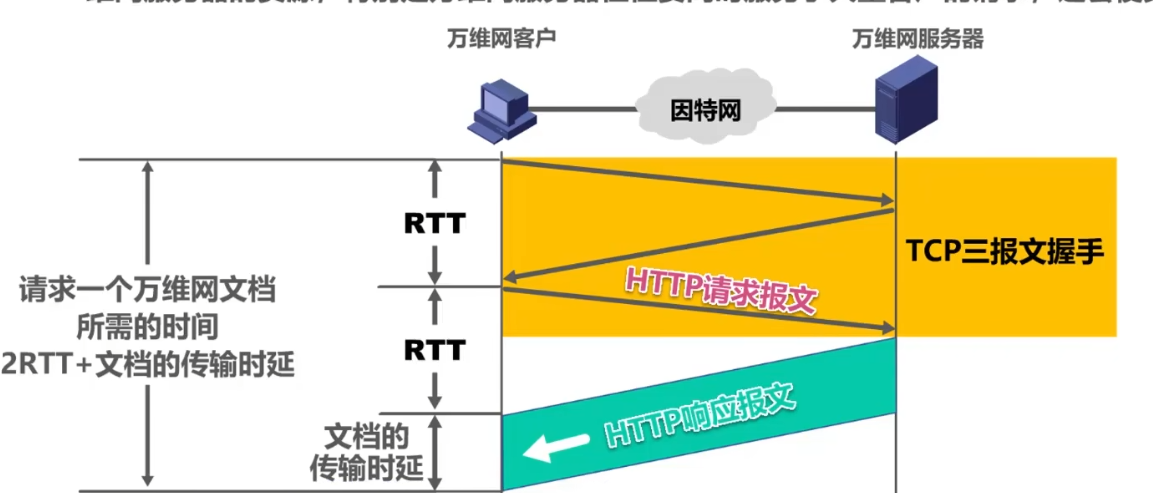 万维网客户
万维网服务器
因特网
RTT
TCP三报文握手
HTTP请求报文
请求一个万维网文档
所需的时间
2RTT+文档的传输时延
RTT
HTTP响应报文
文档的
传输时延